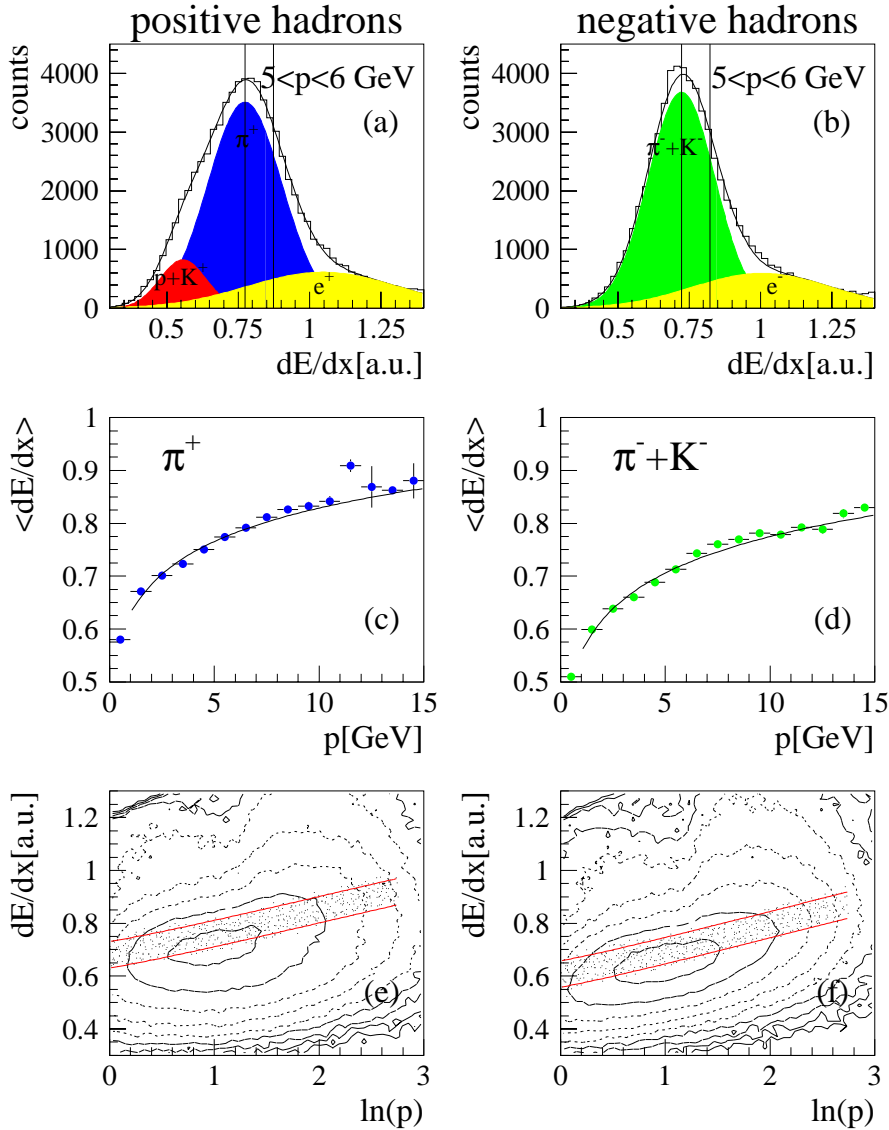 positive hadrons
negative hadrons
counts
4000
3000
2000
1000
0
5<p<6 GeV
(a)
π
p+K⁺
e⁺
0.5
0.75
1
1.25
dE/dx[a.u.]
counts
4000
3000
2000
1000
0
5<p<6 GeV
(b)
π⁻+K⁻
e⁻
0.5
0.75
1
1.25
dE/dx[a.u.]
<dE/dx>
1
0.9
0.8
0.7
0.6
0.5
π⁺
(c)
0
5
10
15
p[GeV]
<dE/dx>
1
0.9
0.8
0.7
0.6
0.5
π⁻+K⁻
(d)
0
5
10
15
p[GeV]
dE/dx[a.u.]
1.2
1
0.8
0.6
0.4
(e)
0
1
2
3
ln(p)
dE/dx[a.u.]
1.2
1
0.8
0.6
0.4
(f)
0
1
2
3
ln(p)